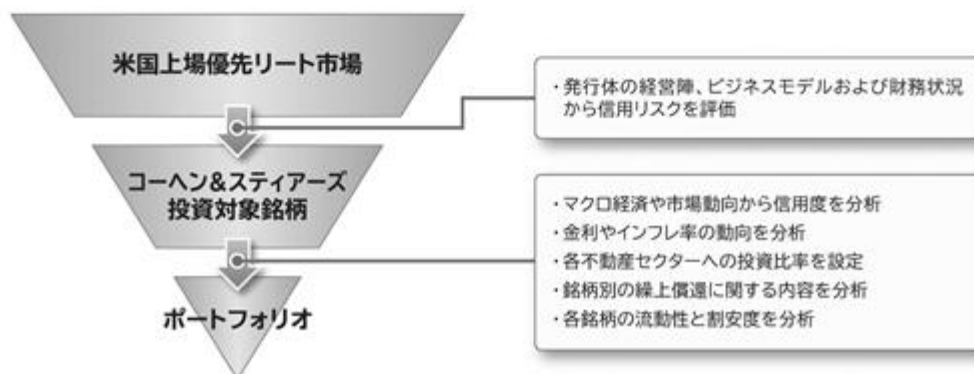 米国上場優先リート市場
・発行体の経営陣、ビジネスモデルおよび財務状況
から信用リスクを評価
コーヘン&スティアーズ
投資対象銘柄
・マクロ経済や市場動向から信用度を分析
・金利やインフレ率の動向を分析
・各不動産セクターへの投資比率を設定
・銘柄別の繰上償還に関する内容を分析
・各銘柄の流動性と割安度を分析
ポートフォリオ